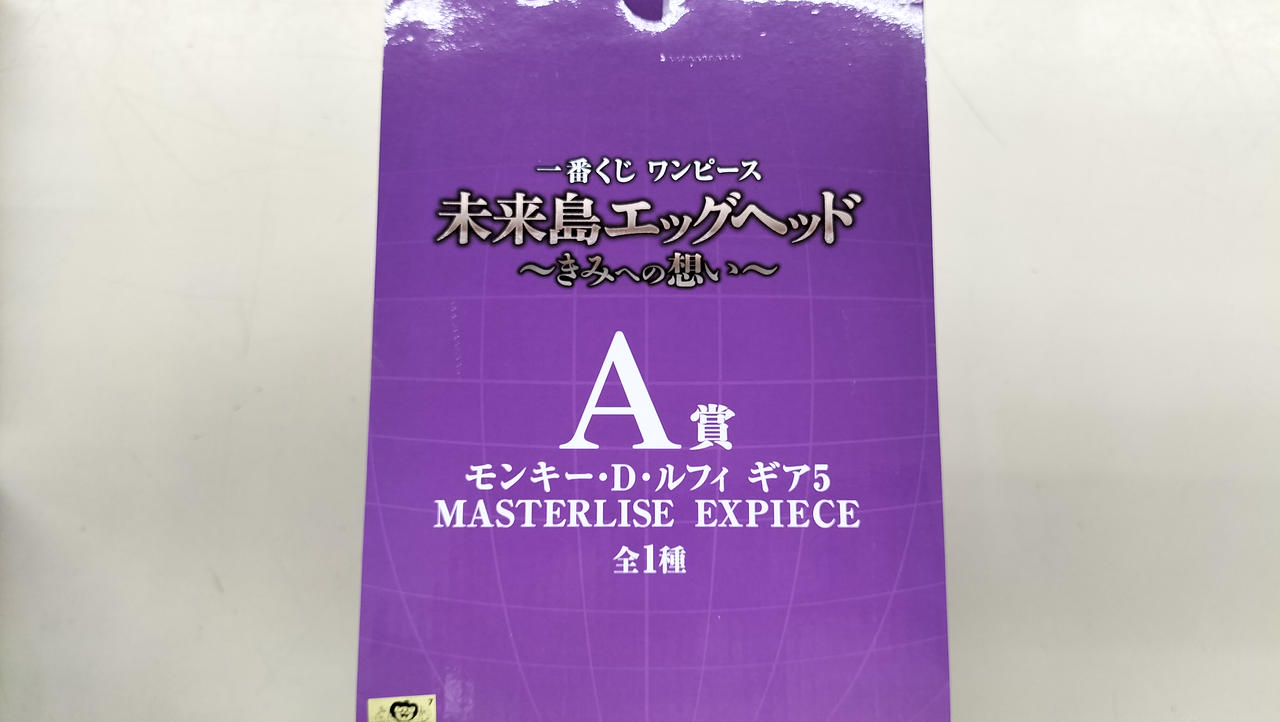 一番くじ ワンピース
未来島エッグヘッド
～きみへの想い～
A賞
モンキー・D・ルフィ ギア5
MASTERLISE EXPIECE
全1種